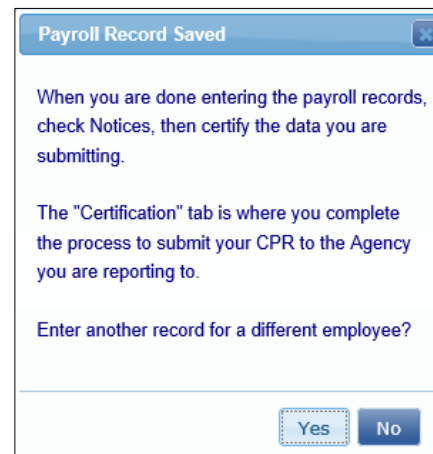 Payroll Record Saved
When you are done entering the payroll records,
check Notices, then certify the data you are
submitting.
The "Certification" tab is where you complete
the process to submit your CPR to the Agency
you are reporting to.
Enter another record for a different employee?
Yes No